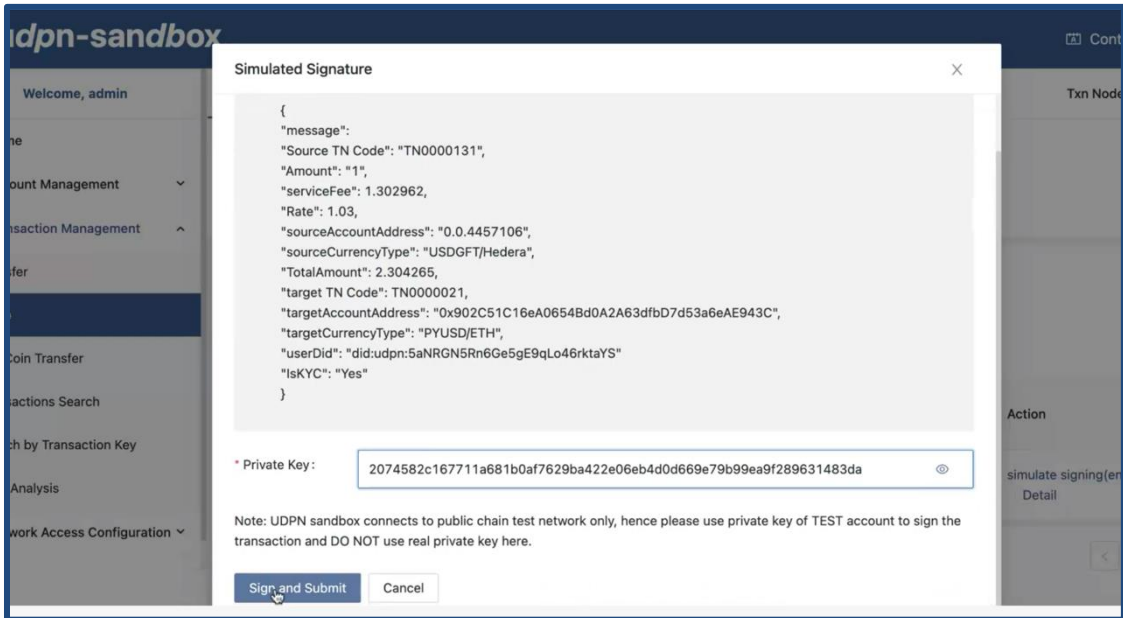 udpn-sandbox
Cont
Simulated Signature
Welcome, admin
Txn Node
{
"message":
"Source TN Code": "TN0000131",
"Amount": "1",
"serviceFee": 1.302962,
"Rate": 1.03,
"sourceAccountAddress": "0.0.4457106",
"sourceCurrencyType": "USDGFT/Hedera",
"TotalAmount": 2.304265,
"target TN Code": TN0000021,
"targetAccountAddress": "0x902C51C16eA0654Bd0A2A63dfbD7d53a6eAE943C",
"targetCurrencyType": "PYUSD/ETH",
"userDid": "did:udpn:5aNRGN5Rn6Ge5gE9qLo46rktaYS"
"IsKYC": "Yes"
}
ount Management
nsaction Management
sfer
Coin Transfer
sactions Search
ch by Transaction Key
Analysis
work Access Configuration
Action
simulate signing(en
Detail
* Private Key:
2074582c167711a681b0af7629ba422e06eb4d0d669e79b99ea9f289631483da
Note: UDPN sandbox connects to public chain test network only, hence please use private key of TEST account to sign the
transaction and DO NOT use real private key here.
Sign and Submit
Cancel